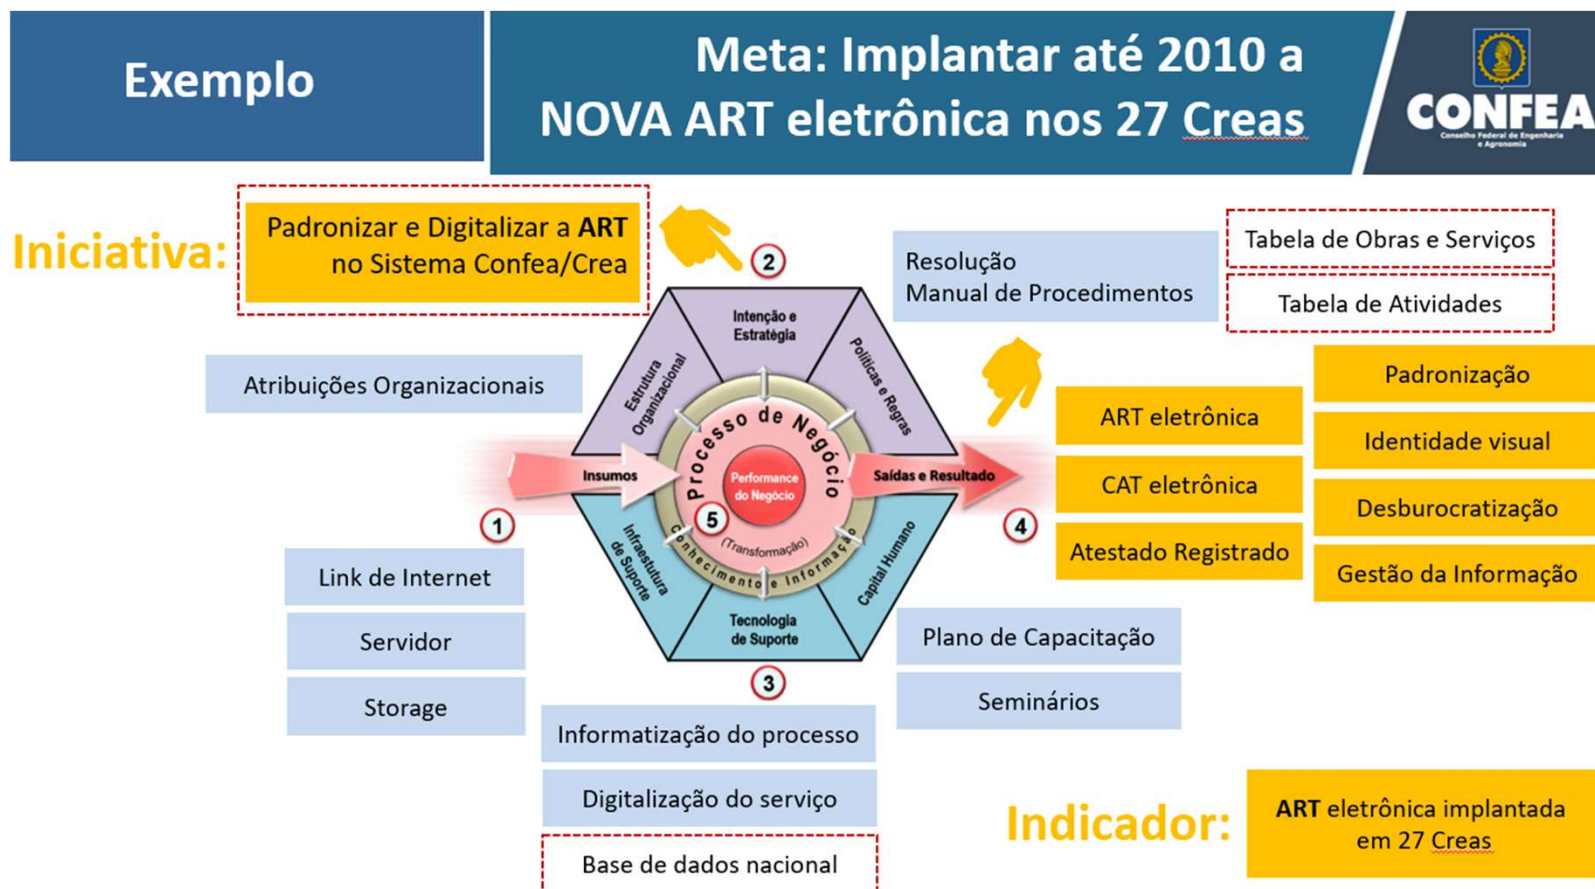 Exemplo
Meta: Implantar até 2010 a
NOVA ART eletrônica nos 27 Creas
CONFEA
Conselho Federal de Engenharia
e Agronomia
Iniciativa:
Padronizar e Digitalizar a ART
no Sistema Confea/Crea
2
Resolução
Manual de Procedimentos
Tabela de Obras e Serviços
Tabela de Atividades
Atribuições Organizacionais
Estrutura
Organizacional
Intenção e
Estratégia
Políticas e Regras
Insumos
Processo de Negócio
Performance
do Negócio
5
(Transformação)
Conhecimento e Informação
Saídas e Resultado
1
4
Infraestutura
de Suporte
Tecnologia
de Suporte
Capital Humano
3
ART eletrônica
CAT eletrônica
Atestado Registrado
Padronização
Identidade visual
Desburocratização
Gestão da Informação
Link de Internet
Servidor
Storage
Plano de Capacitação
Seminários
Informatização do processo
Digitalização do serviço
Base de dados nacional
Indicador:
ART eletrônica implantada
em 27 Creas